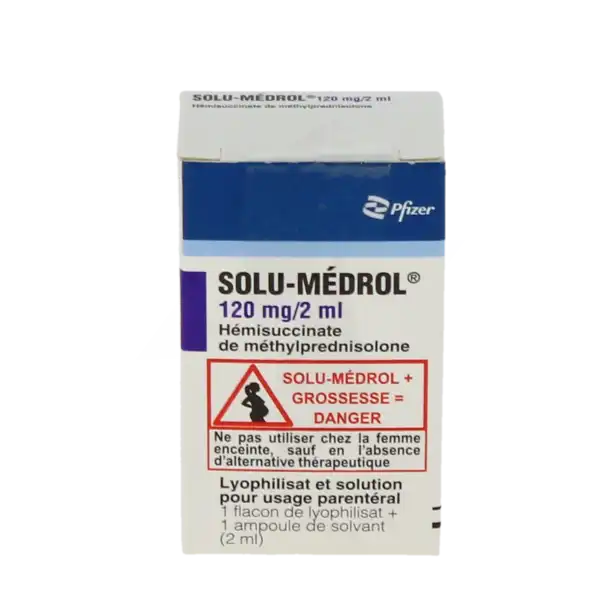 SOLU-MÉDROL® 120 mg/2 ml
Hémisuccinate de méthylprednisolone
Pfizer
SOLU-MÉDROL®
120 mg/2 ml
Hémisuccinate
de méthylprednisolone
SOLU-MÉDROL +
GROSSESSE =
DANGER
Ne pas utiliser chez la femme
enceinte, sauf en l'absence
d'alternative thérapeutique
Lyophilisat et solution
pour usage parentéral
1 flacon de lyophilisat +
1 ampoule de solvant
(2 ml)